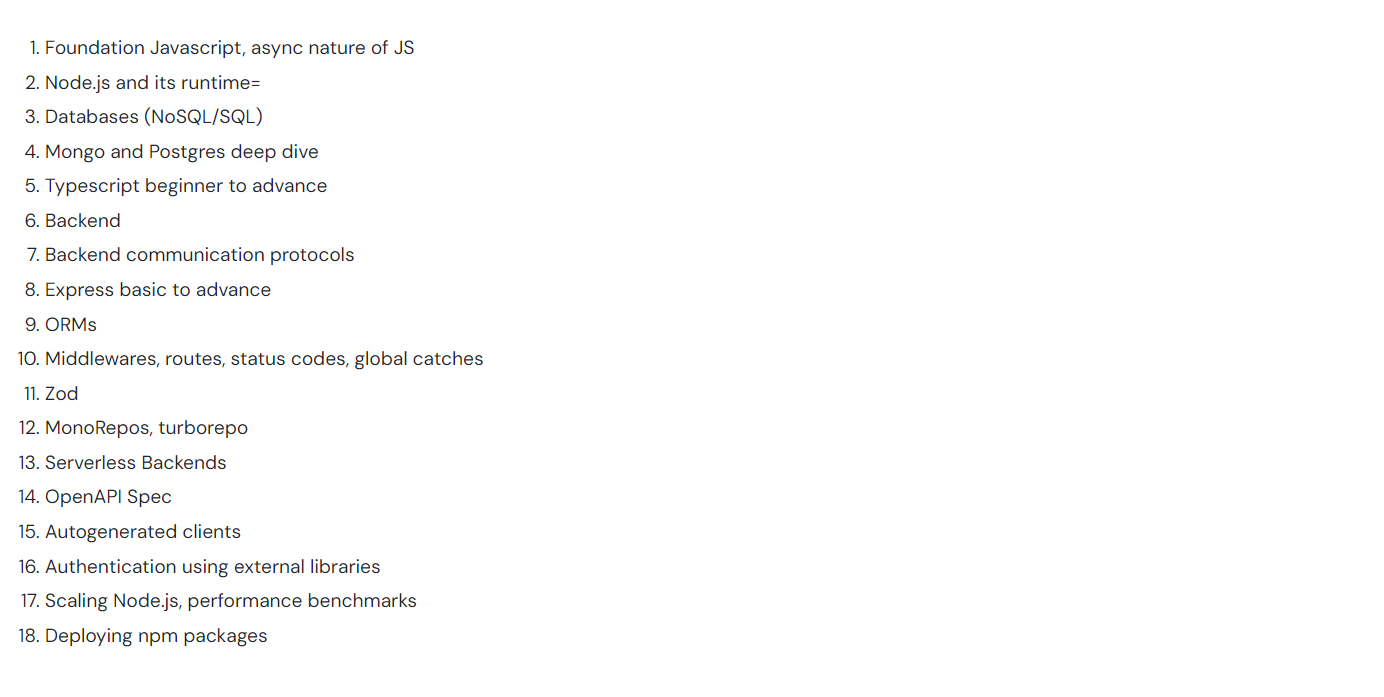 1. Foundation Javascript, async nature of JS
2. Node.js and its runtime=
3. Databases (NoSQL/SQL)
4. Mongo and Postgres deep dive
5. Typescript beginner to advance
6. Backend
7. Backend communication protocols
8. Express basic to advance
9. ORMs
10. Middlewares, routes, status codes, global catches
11. Zod
12. MonoRepos, turborepo
13. Serverless Backends
14. OpenAPI Spec
15. Autogenerated clients
16. Authentication using external libraries
17. Scaling Node.js, performance benchmarks
18. Deploying npm packages